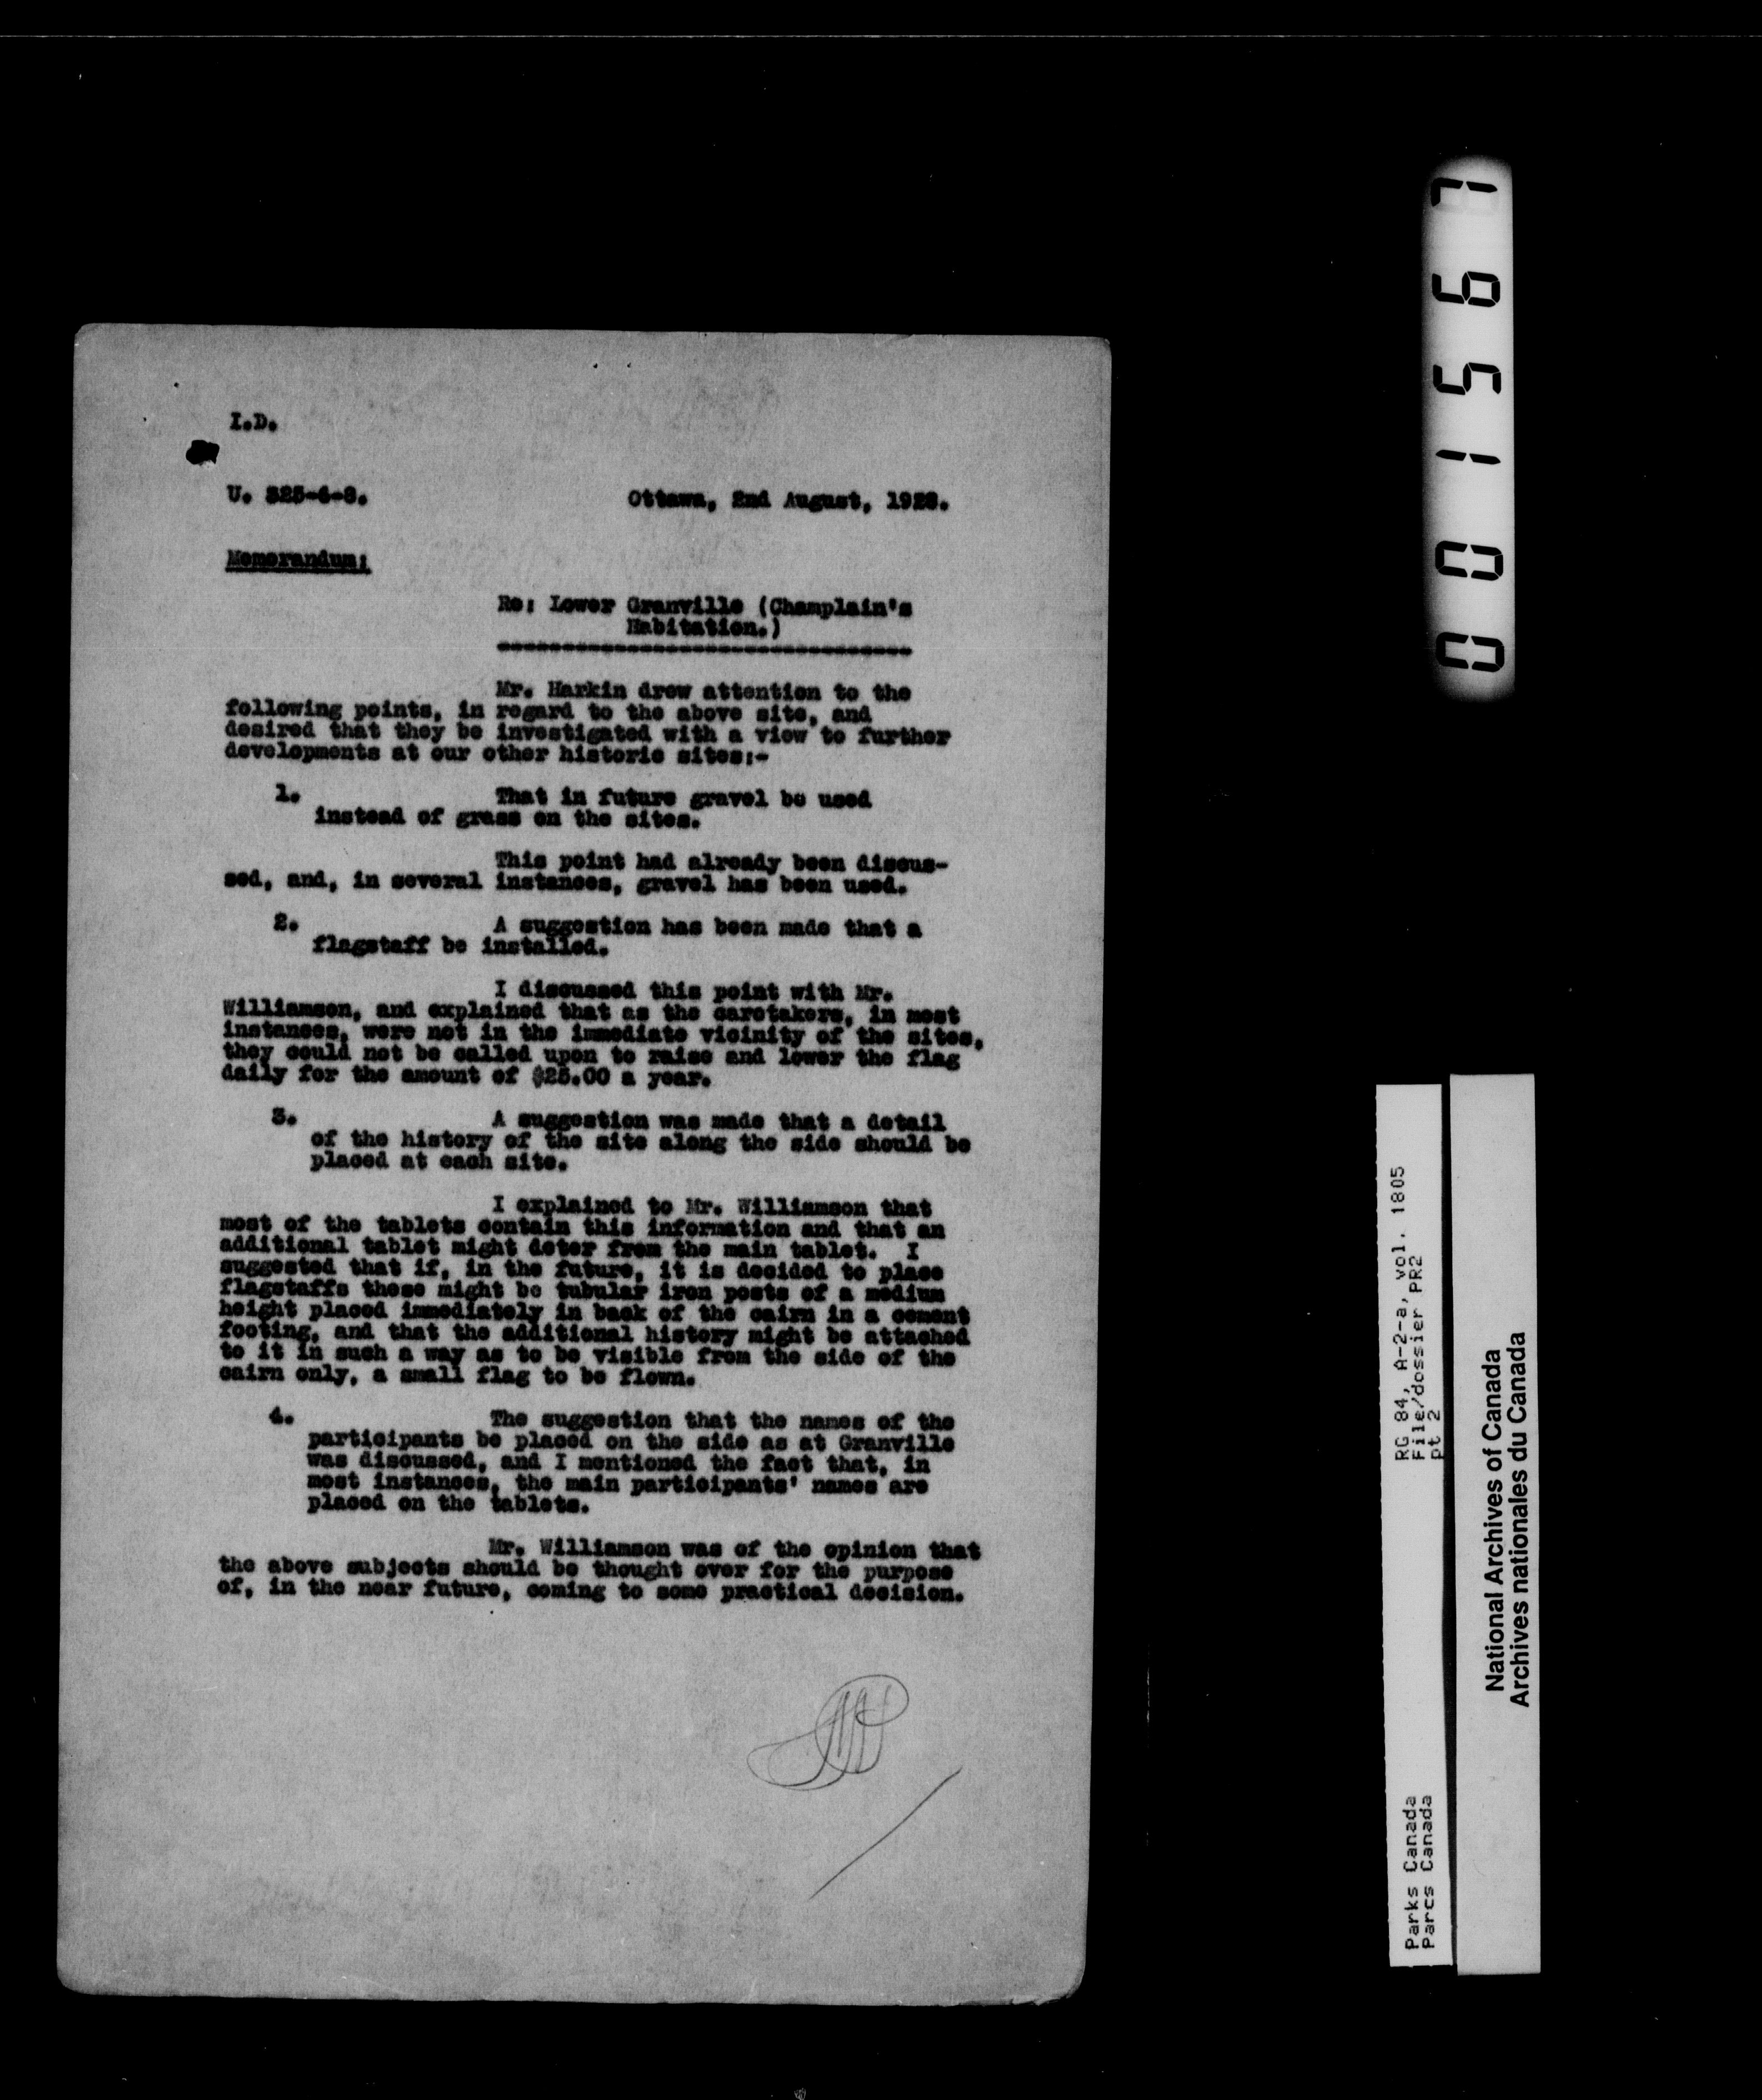 I.D.
U. 325-6-8.
Ottawa, 2nd August, 1928.
Memorandum:
Re: Lower Granville (Champlain's
Habitation.)
Mr. Harkin drew attention to the
following points, in regard to the above site, and
desired that they be investigated with a view to further
developments at our other historic sites:-
1. That in future gravel be used
instead of grass on the sites.
This point had already been discus-
sed, and, in several instances, gravel has been used.
2. A suggestion has been made that a
flagstaff be installed.
I discussed this point with Mr.
Williamson, and explained that as the caretakers, in most
instances, were not in the immediate vicinity of the sites,
they could not be called upon to raise and lower the flag
daily for the amount of $25.00 a year.
3. A suggestion was made that a detail
of the history of the site along the side should be
placed at each site.
I explained to Mr. Williamson that
most of the tablets contain this information and that an
additional tablet might deter from the main tablet. I
suggested that if, in the future, it is decided to place
flagstaffs these might be tubular iron posts of a medium
height placed immediately in back of the cairn in a cement
footing, and that the additional history might be attached
to it in such a way as to be visible from the side of the
cairn only, a small flag to be flown.
4. The suggestion that the names of the
participants be placed on the side as at Granville
was discussed, and I mentioned the fact that, in
most instances, the main participants' names are
placed on the tablets.
Mr. Williamson was of the opinion that
the above subjects should be thought over for the purpose
of, in the near future, coming to some practical decision.
001567
Parks Canada
Parcs Canada
RG 84, A-2-a, vol. 1805
File/dossier PR2
pt 2
National Archives of Canada
Archives nationales du Canada